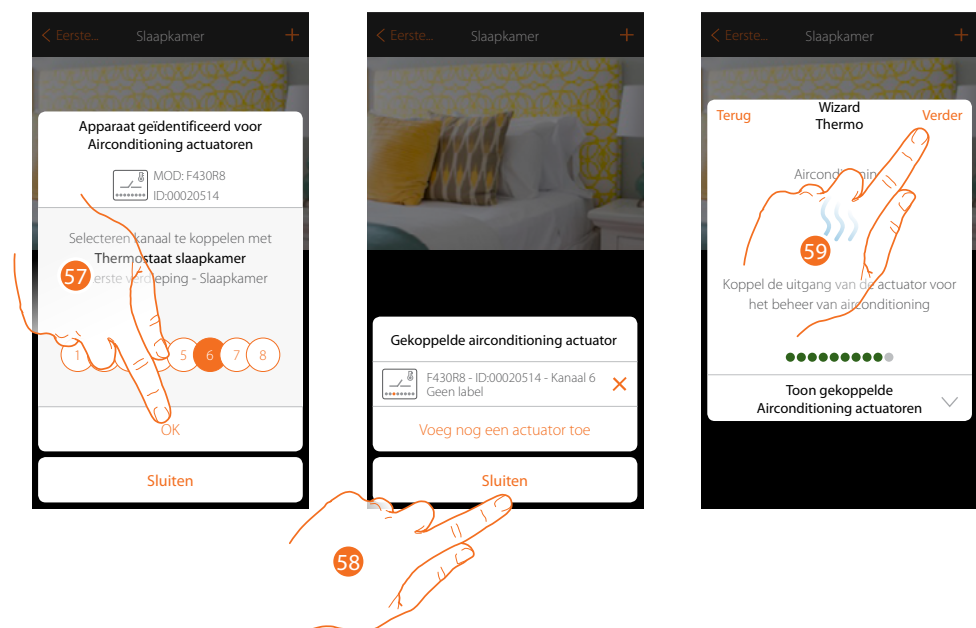 Eerste... Slaapkamer +
Apparaat geïdentificeerd voor
Airconditioning actuatoren
MOD: F430R8
ID:00020514
Selecteren kanaal te koppelen met
Thermostaat slaapkamer
erste verdieping - Slaapkamer
57
1 5 6 7 8
OK
Sluiten
Eerste... Slaapkamer +
Gekoppelde airconditioning actuator
F430R8 - ID:00020514 - Kanaal 6
Geen label
Voeg nog een actuator toe
Sluiten
58
Eerste... Slaapkamer +
Terug
Wizard
Thermo
Verder
59
Koppel de uitgang van de actuator voor
het beheer van airconditioning
Toon gekoppelde
Airconditioning actuatoren